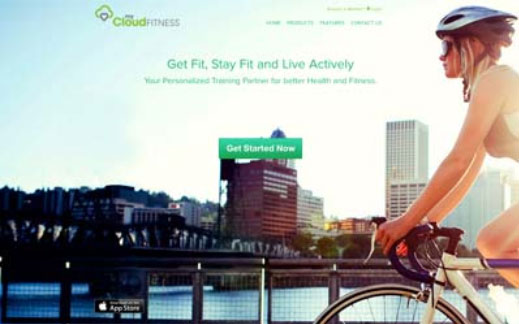 my
CloudFITNESS
HOME PRODUCTS FEATURES CONTACT US
Get Fit, Stay Fit and Live Actively
Your Personalized Training Partner for better Health and Fitness.
Get Started Now
App Store